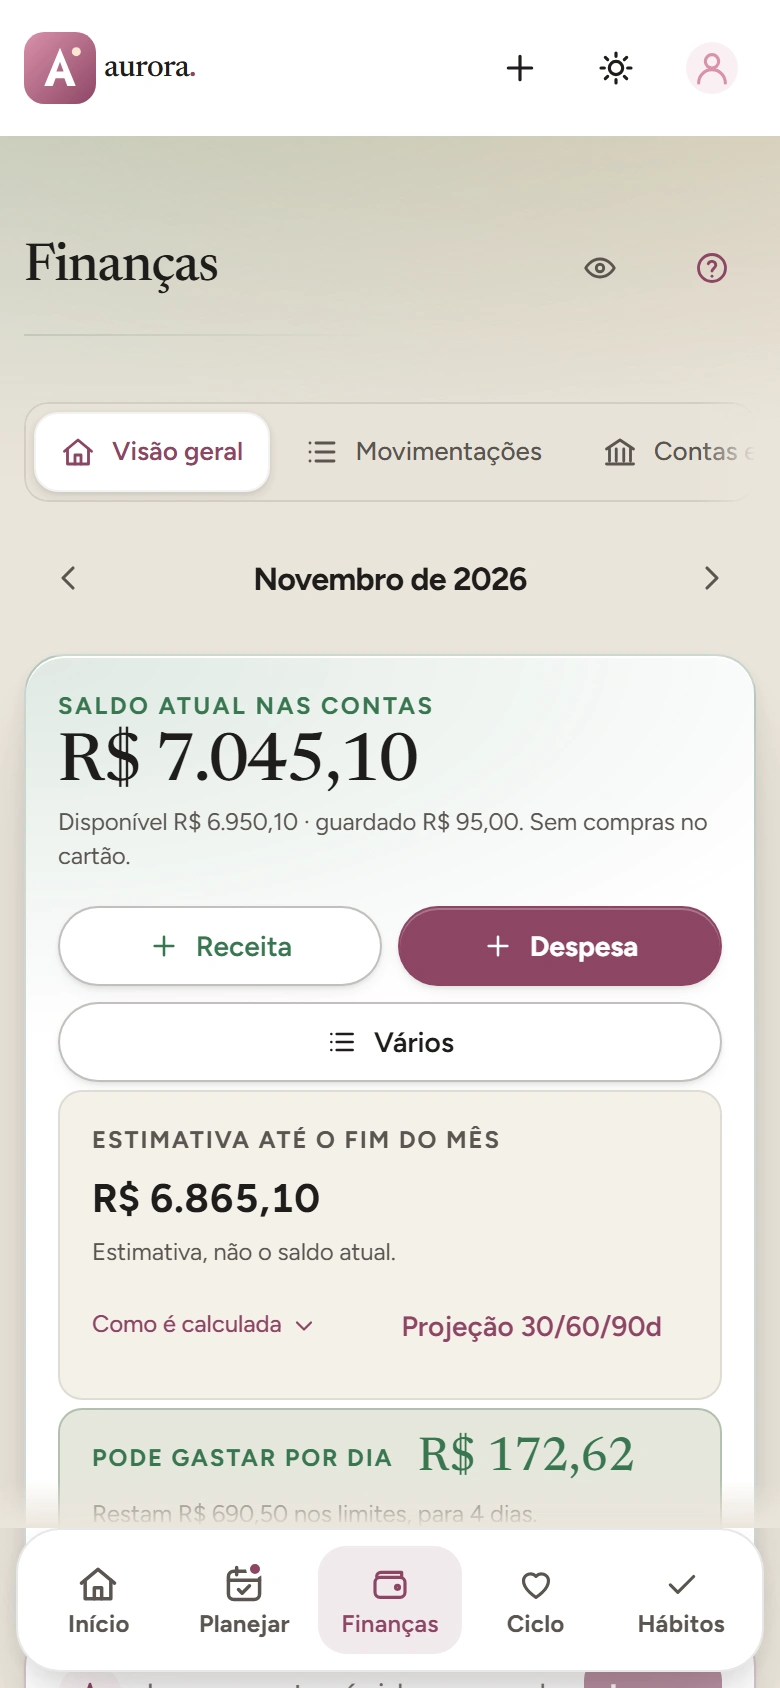 aurora.
Finanças
Visão geral
Movimentações
Contas e
Novembro de 2026
SALDO ATUAL NAS CONTAS
R$ 7.045,10
Disponível R$ 6.950,10 · guardado R$ 95,00. Sem compras no
cartão.
+ Receita
+ Despesa
Vários
ESTIMATIVA ATÉ O FIM DO MÊS
R$ 6.865,10
Estimativa, não o saldo atual.
Como é calculada
Projeção 30/60/90d
PODE GASTAR POR DIA R$ 172,62
Restam R$ 690,50 nos limites, para 4 dias.
Início
Planejar
Finanças
Ciclo
Hábitos